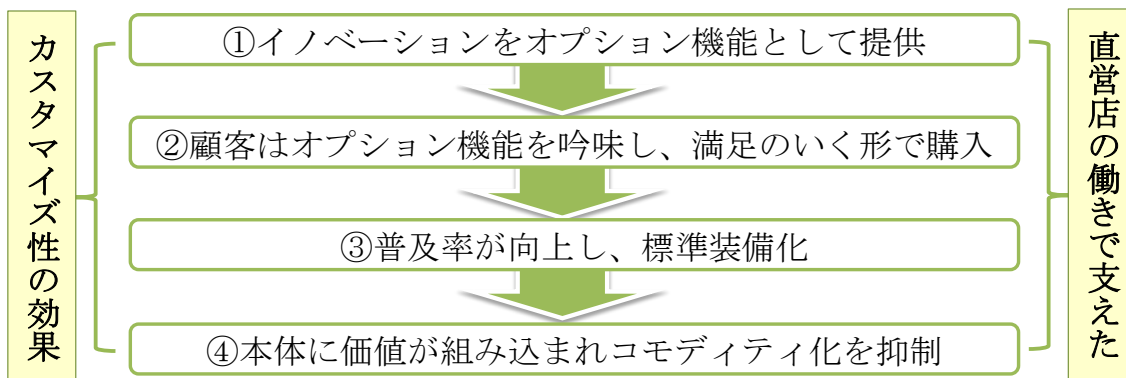 カスタマイズ性の効果
①イノベーションをオプション機能として提供
②顧客はオプション機能を吟味し、満足のいく形で購入
③普及率が向上し、標準装備化
④本体に価値が組み込まれコモディティ化を抑制
直営店の働きで支えた